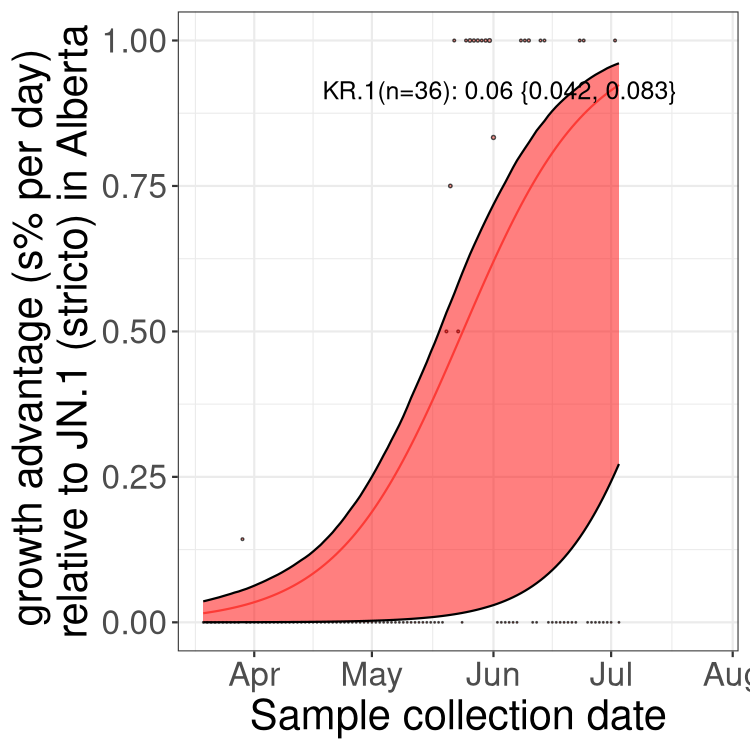 growth advantage (s% per day)
relative to JN.1 (stricto) in Alberta
1.00
0.75
0.50
0.25
0.00
KR.1(n=36): 0.06 {0.042, 0.083}
Apr May Jun Jul Aug
Sample collection date